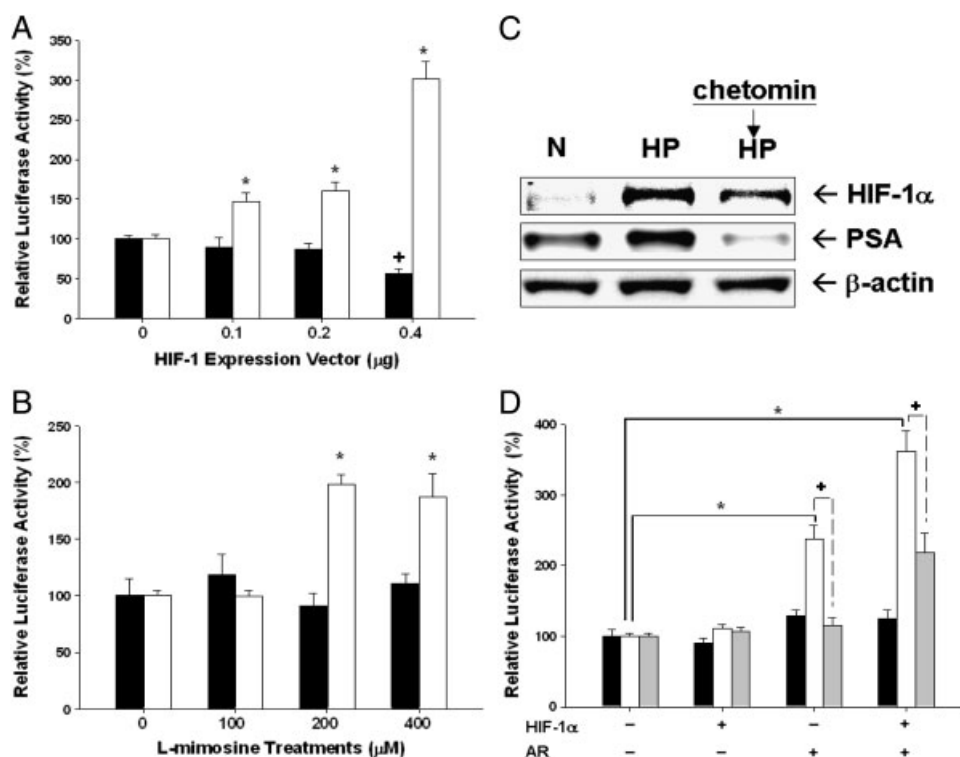 A
Relative Luciferase Activity (%)
350
300
250
200
150
100
50
0
*
*
*
+
0 0.1 0.2 0.4
HIF-1 Expression Vector (μg)
B
Relative Luciferase Activity (%)
250
200
150
100
50
0
* *
0 100 200 400
L-mimosine Treatments (μM)
C
chetomin
N HP HP
← HIF-1α
← PSA
← β-actin
D
Relative Luciferase Activity (%)
400
300
200
100
0
* +
* +
HIF-1α − + − +
AR − − + +